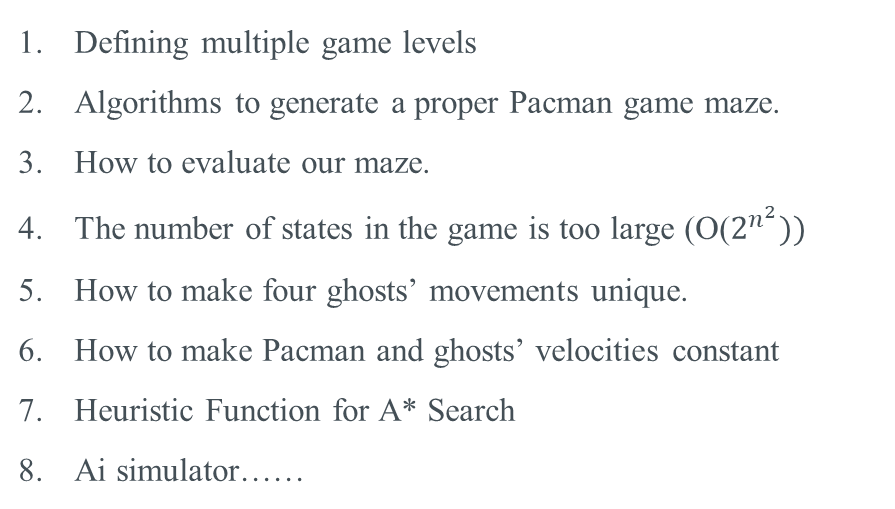 1. Defining multiple game levels
2. Algorithms to generate a proper Pacman game maze.
3. How to evaluate our maze.
4. The number of states in the game is too large (O(2^{n^2}))
5. How to make four ghosts’ movements unique.
6. How to make Pacman and ghosts’ velocities constant
7. Heuristic Function for A* Search
8. Ai simulator……